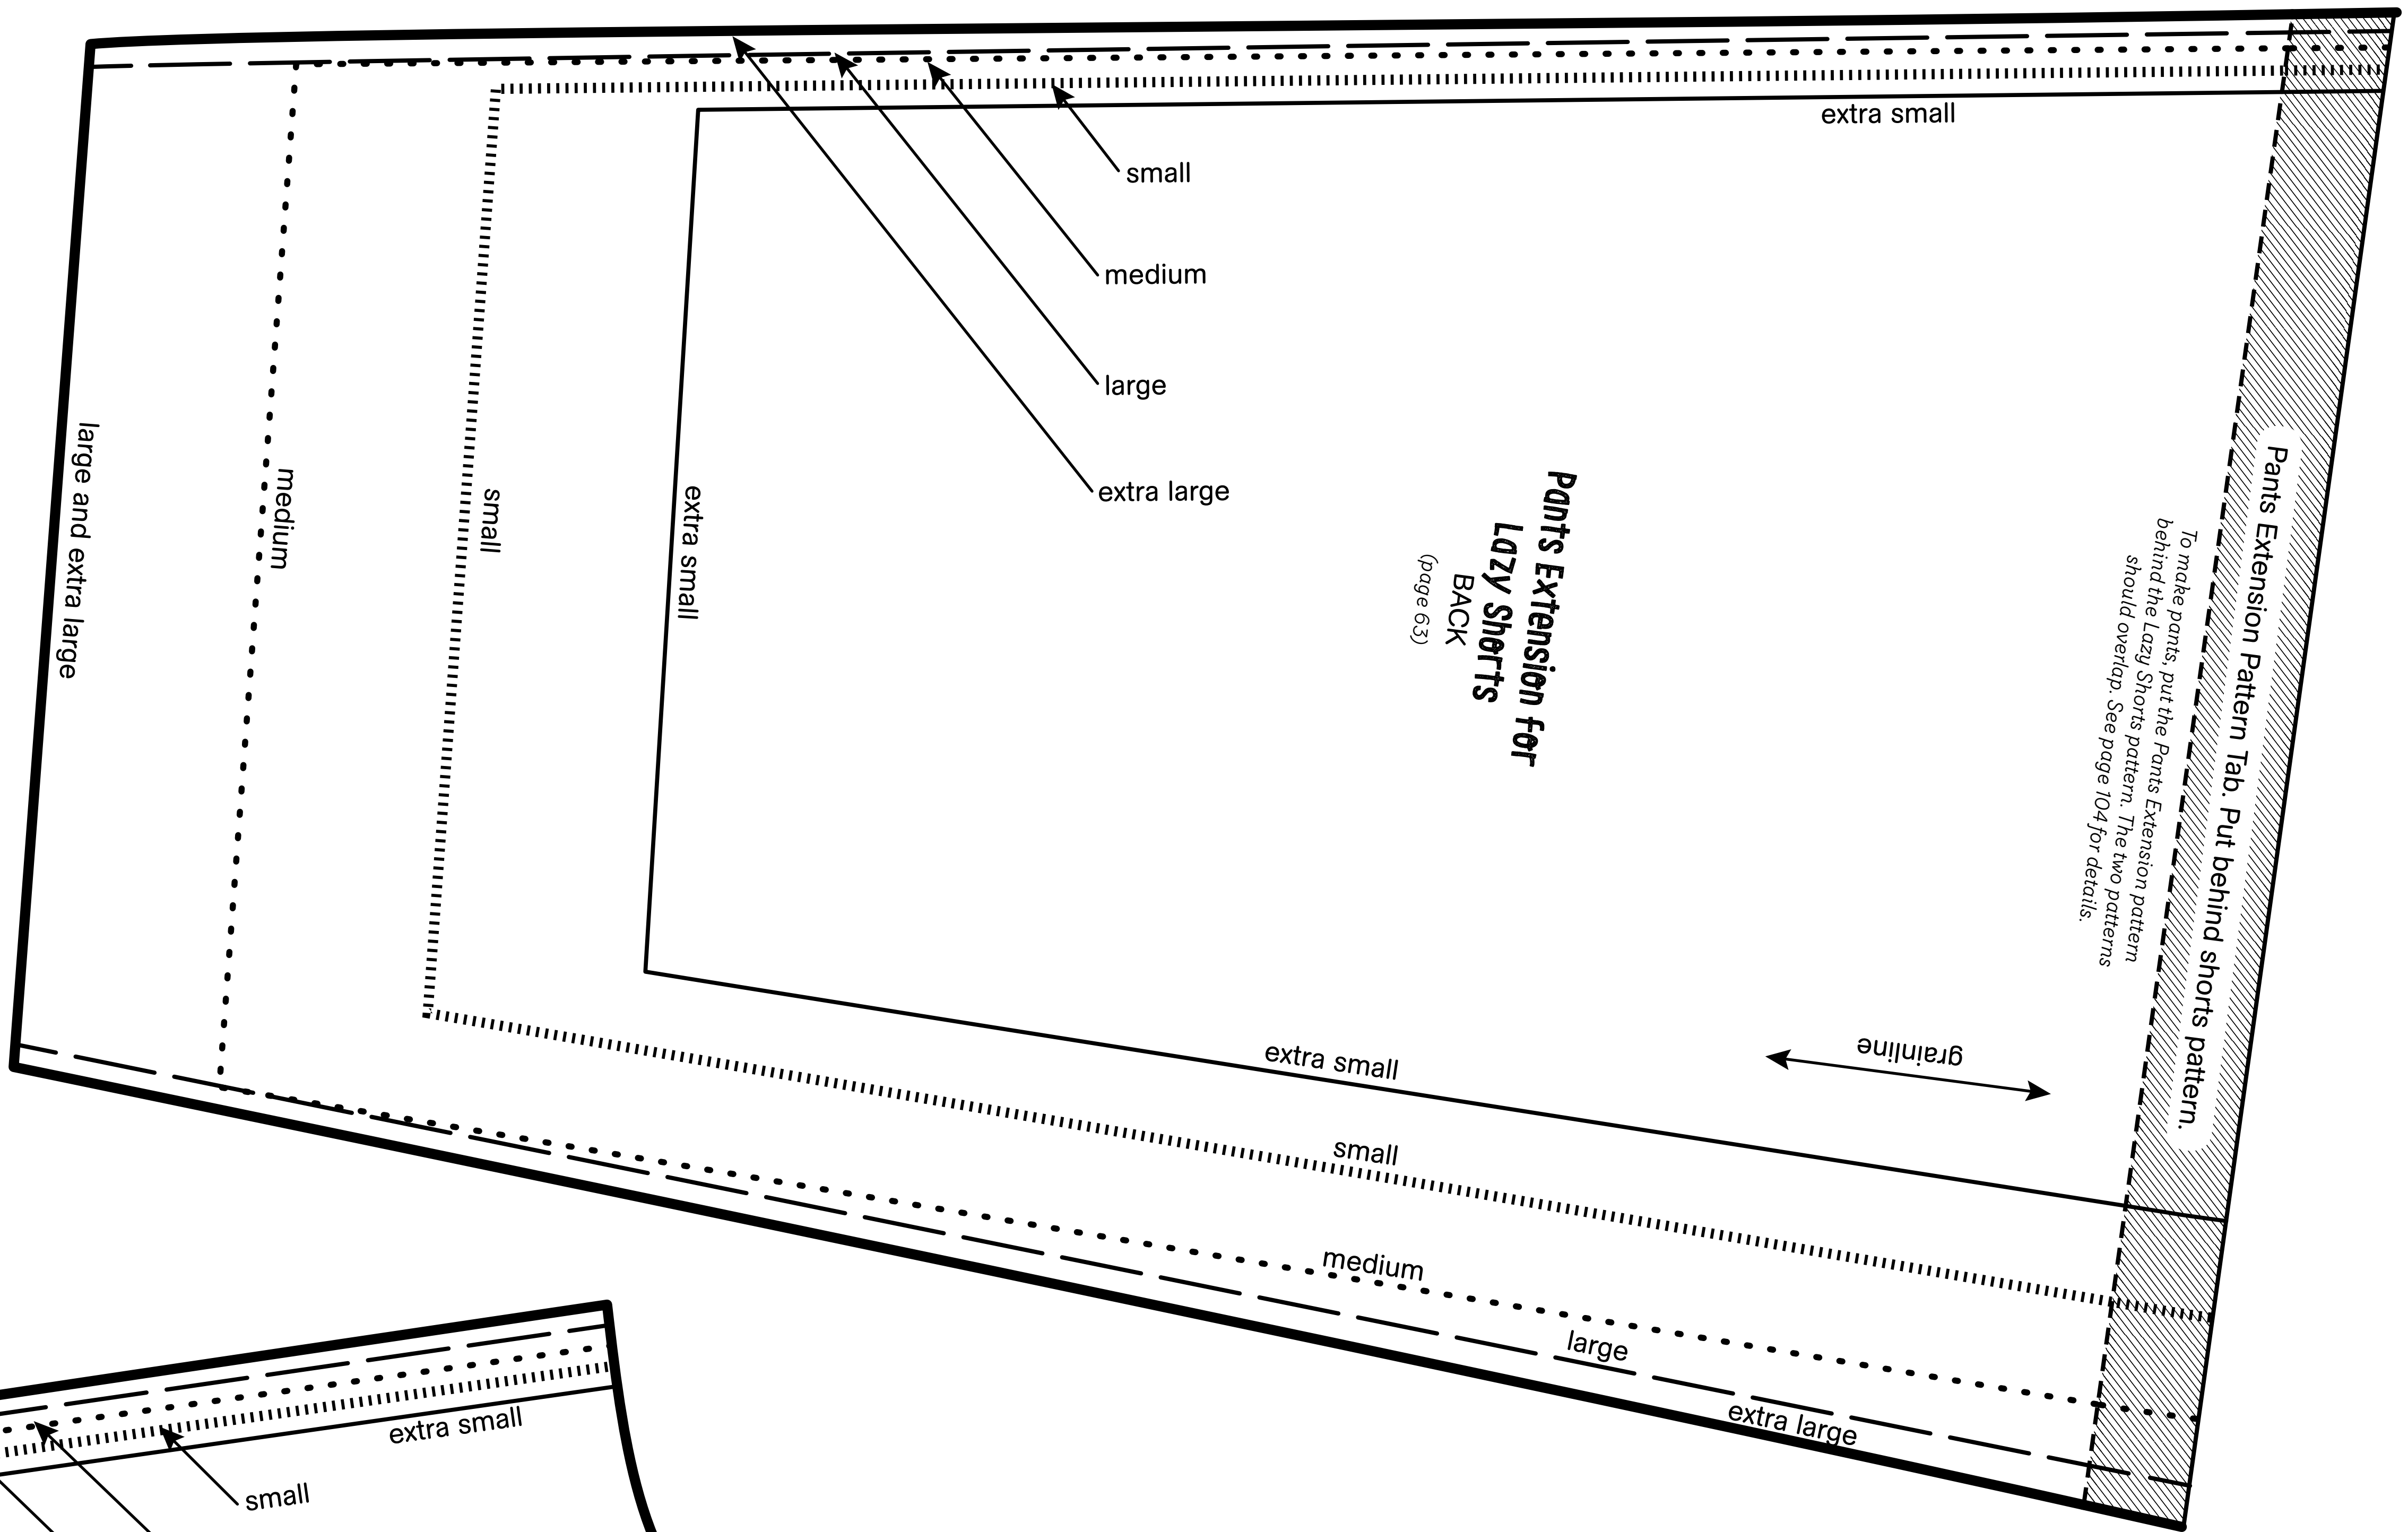 extra small
small
medium
large
extra large
large and extra large
medium
small
extra small
Pants Extension for
Lazy Shorts
BACK
(page 63)
Pants Extension Pattern Tab. Put behind shorts pattern.
To make pants, put the Pants Extension pattern
behind the Lazy Shorts pattern. The two patterns
should overlap. See page 104 for details.
grainline
extra small
small
medium
large
extra large
extra small
small